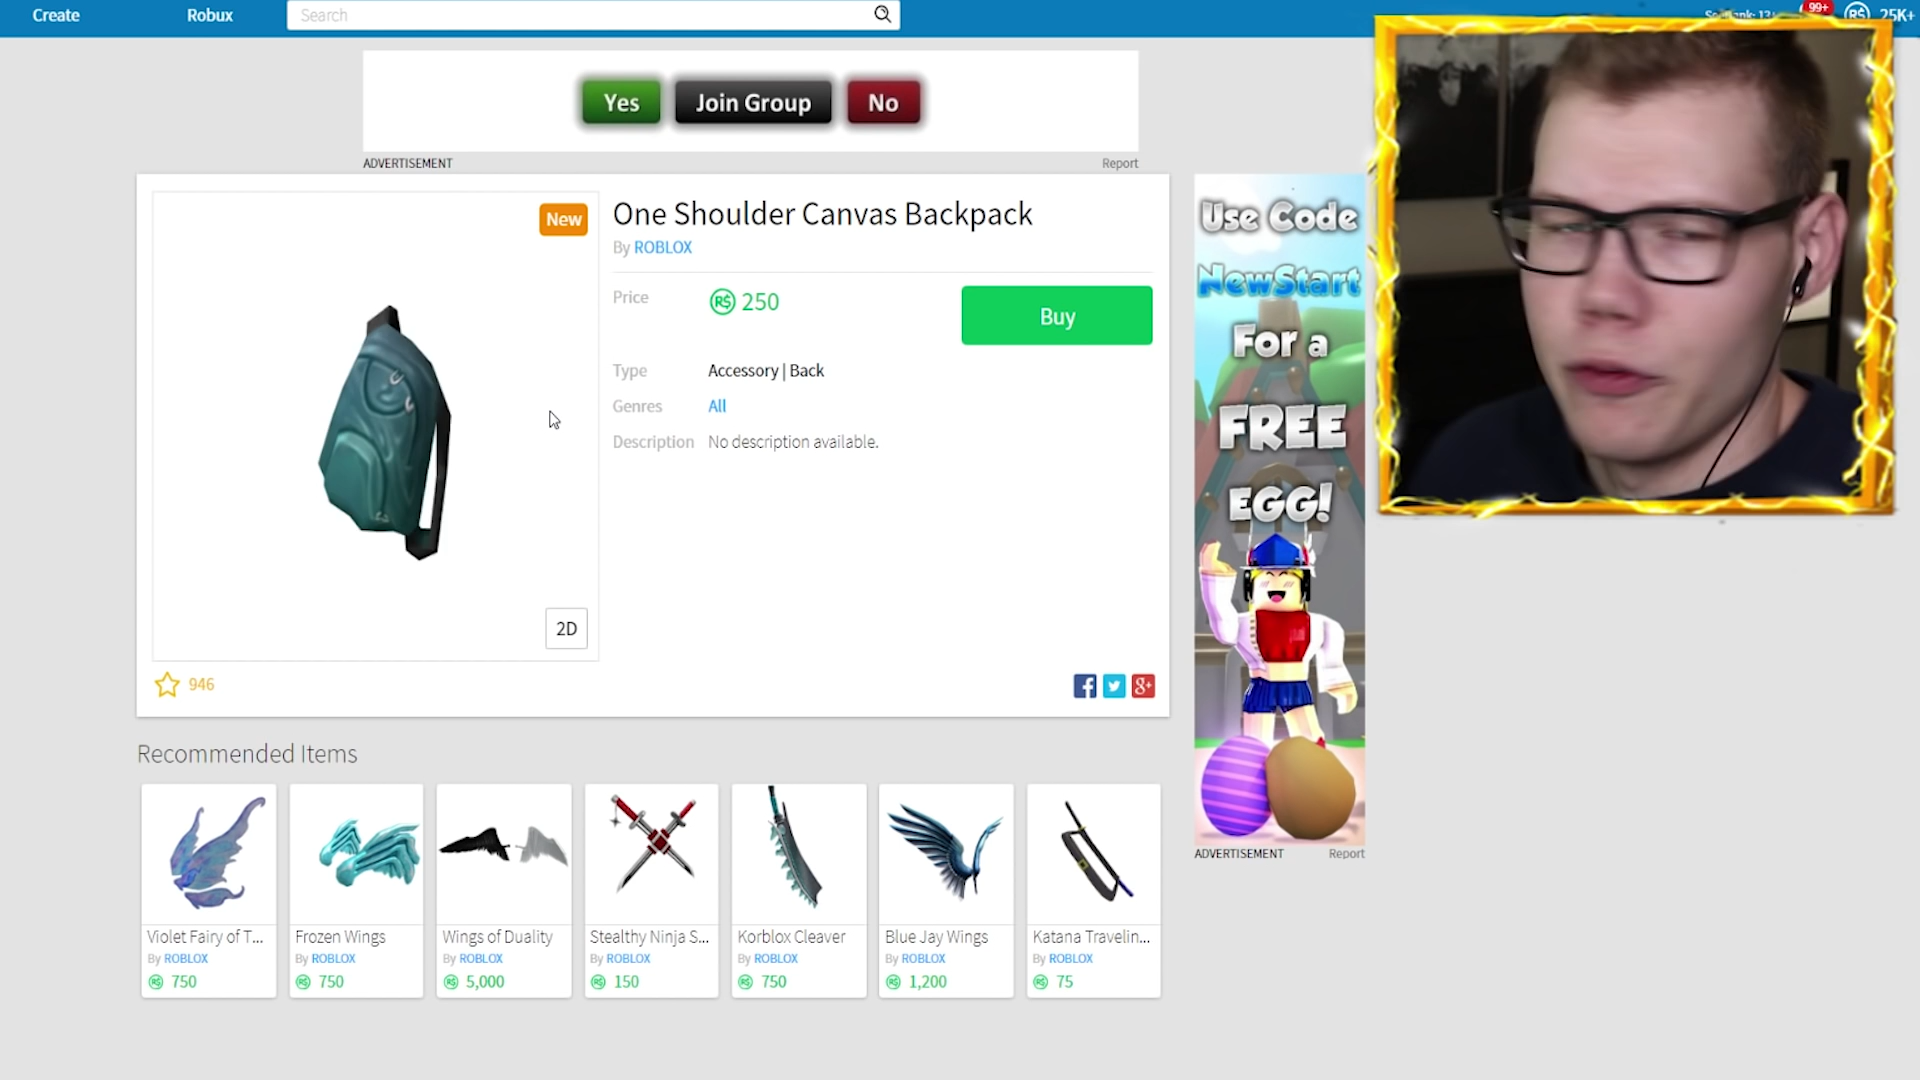 Create
Robux
Search
99+
25K+
Yes
Join Group
No
ADVERTISEMENT
Report
New
One Shoulder Canvas Backpack
By ROBLOX
Price
R$ 250
Buy
Type
Accessory | Back
Genres
All
Description
No description available.
2D
946
Use Code
NewStart
For a
FREE
EGG!
ADVERTISEMENT
Report
Recommended Items
Violet Fairy of T...
By ROBLOX
R$ 750
Frozen Wings
By ROBLOX
R$ 750
Wings of Duality
By ROBLOX
R$ 5,000
Stealthy Ninja S...
By ROBLOX
R$ 150
Korblox Cleaver
By ROBLOX
R$ 750
Blue Jay Wings
By ROBLOX
R$ 1,200
Katana Travelin...
By ROBLOX
R$ 75